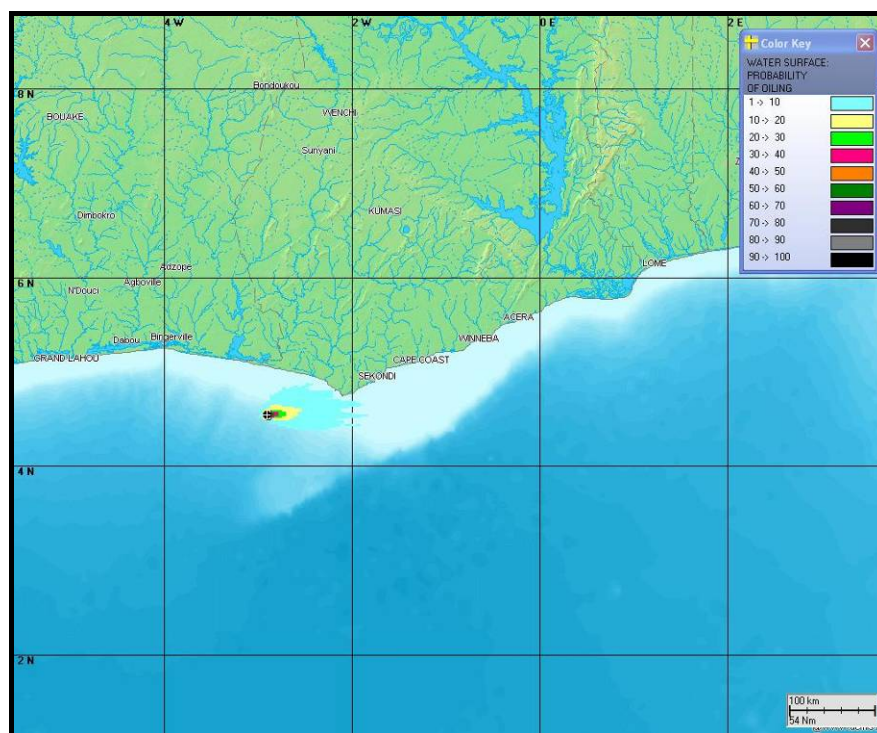 4 W
2 W
0 E
2 E
Color Key
WATER SURFACE:
PROBABILITY
OF OILING
1 -> 10
10 -> 20
20 -> 30
30 -> 40
40 -> 50
50 -> 60
60 -> 70
70 -> 80
80 -> 90
90 -> 100
8 N
Bondoukou
BOUAKE
WENCHI
Sunyani
Dimbokro
KUMASI
6 N
Adzope
N'Douci
Agboville
LOME
ACERA
Dabou
Bingerville
WINNEBA
GRAND LAHOU
CAPE COAST
SEKONDI
4 N
2 N
100 km
54 Nm